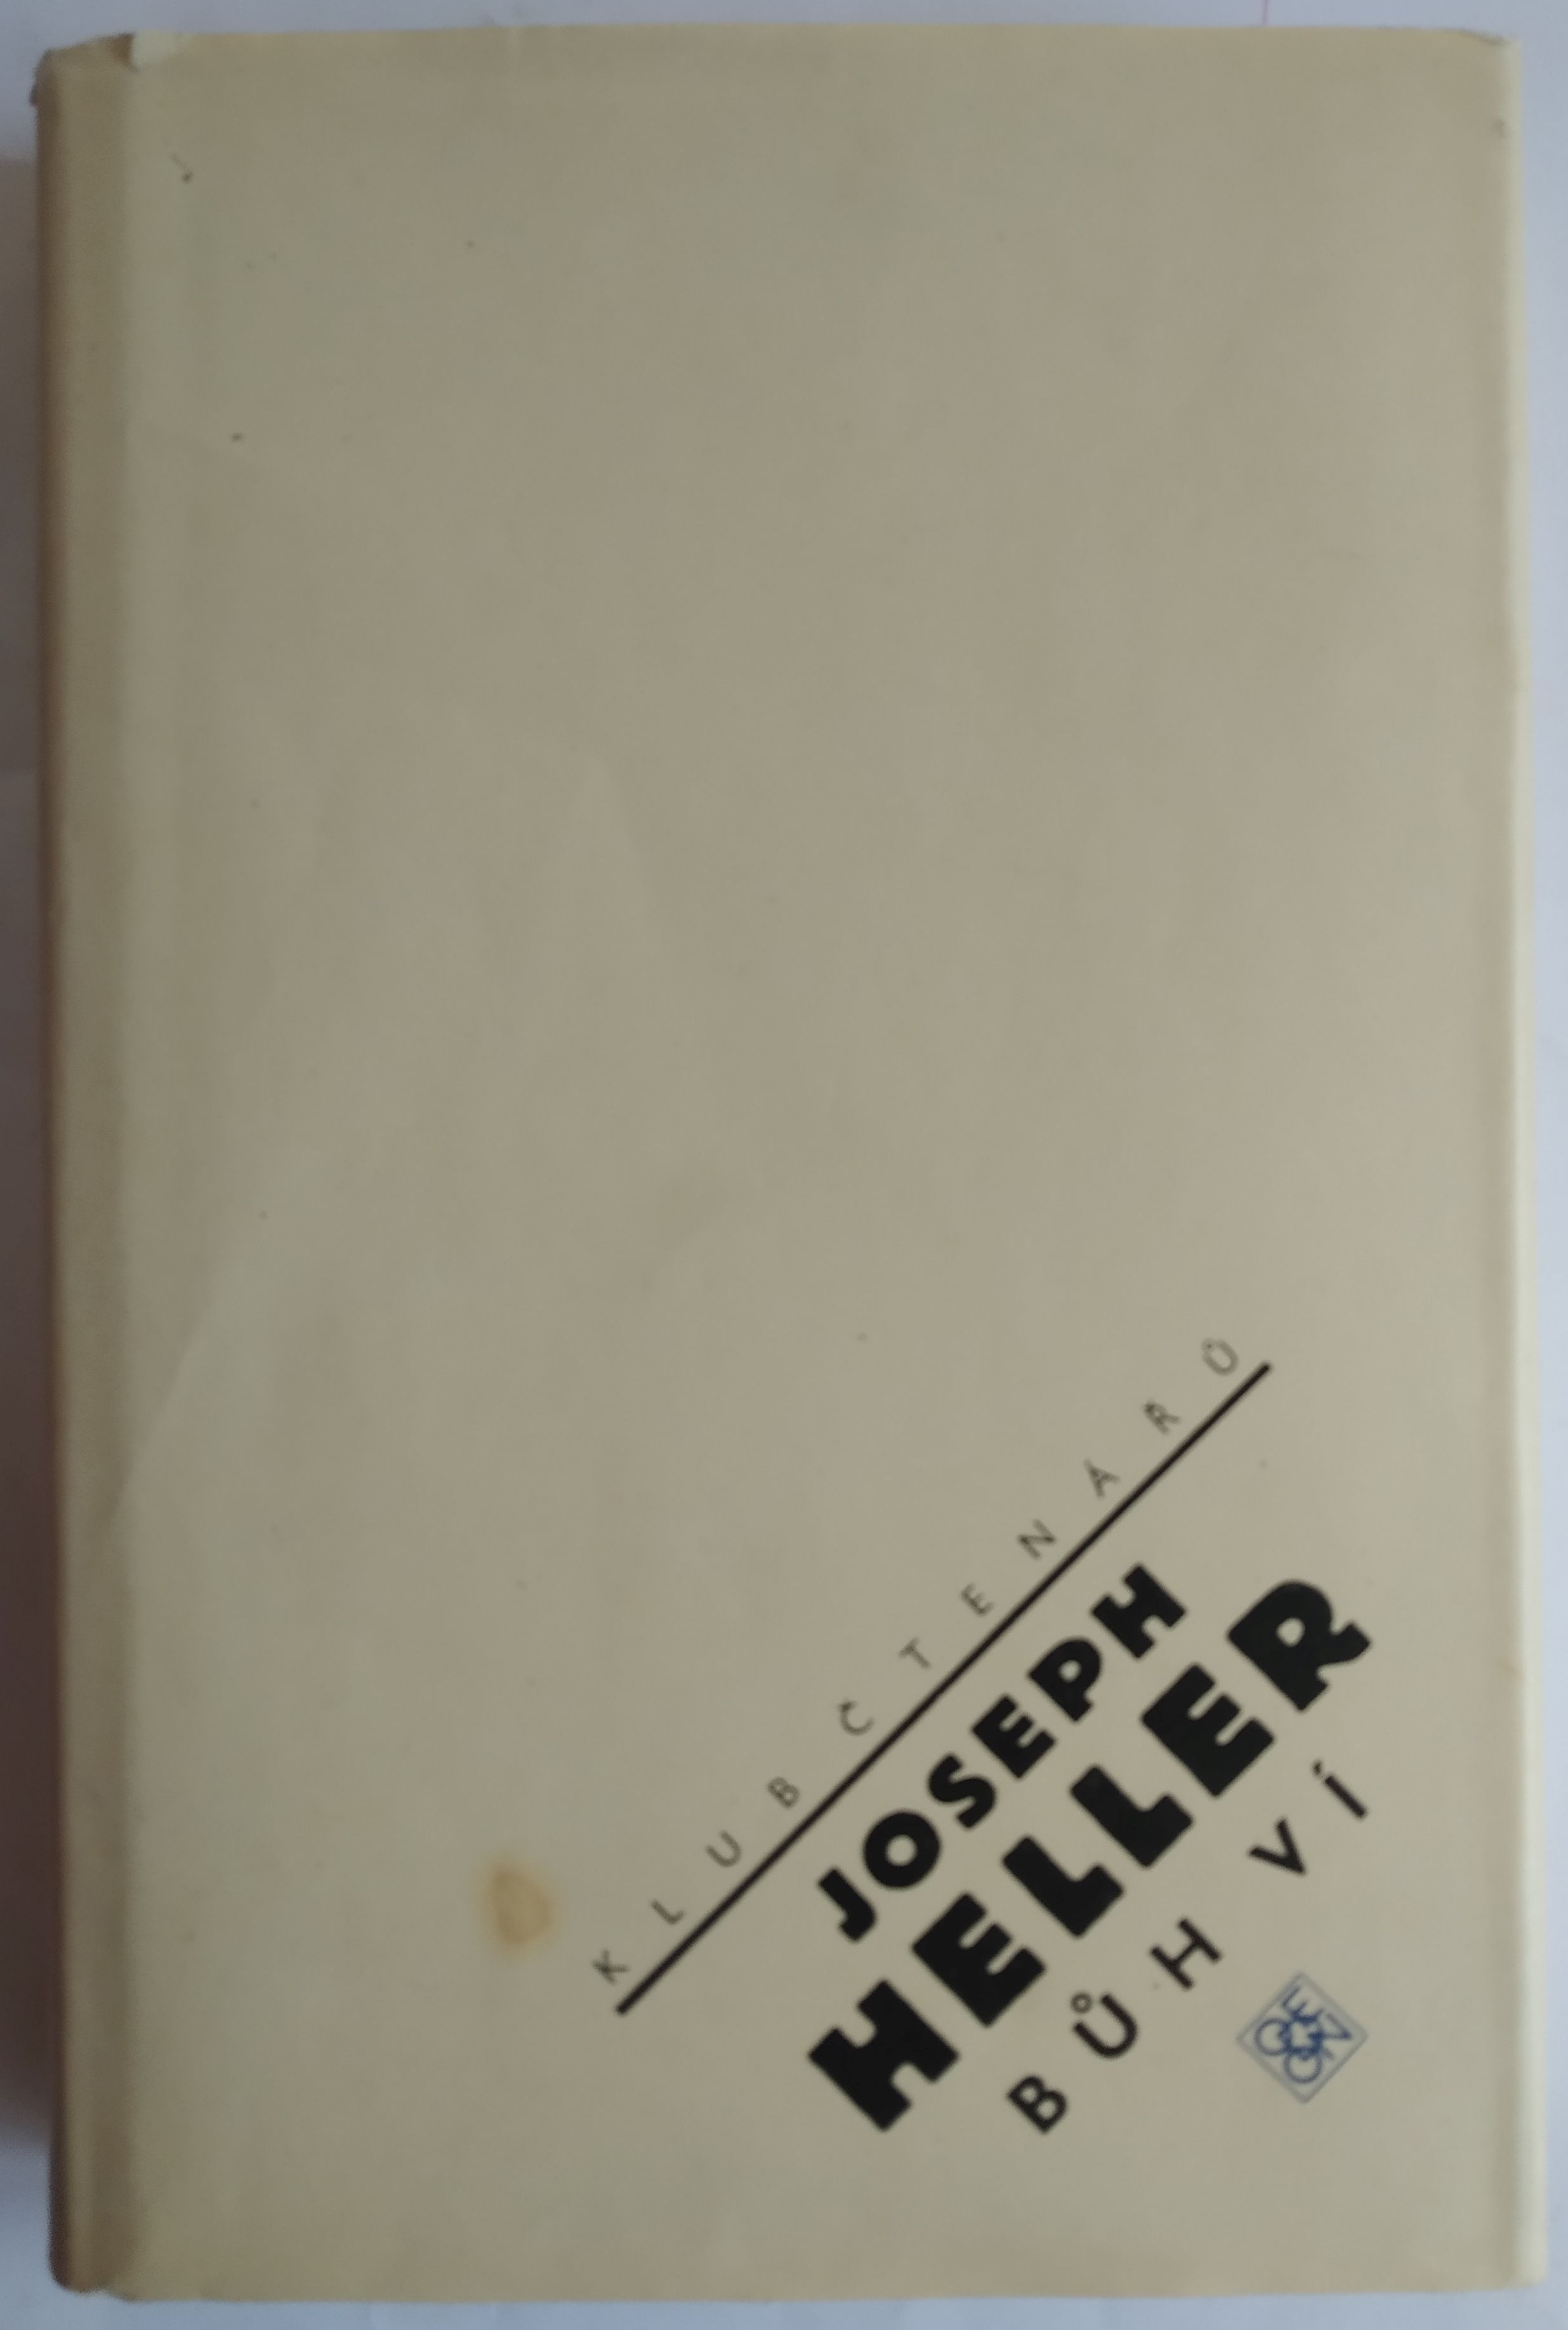 KLUB ČTENÁŘŮ
JOSEPH
HELLER
BŮH VÍ